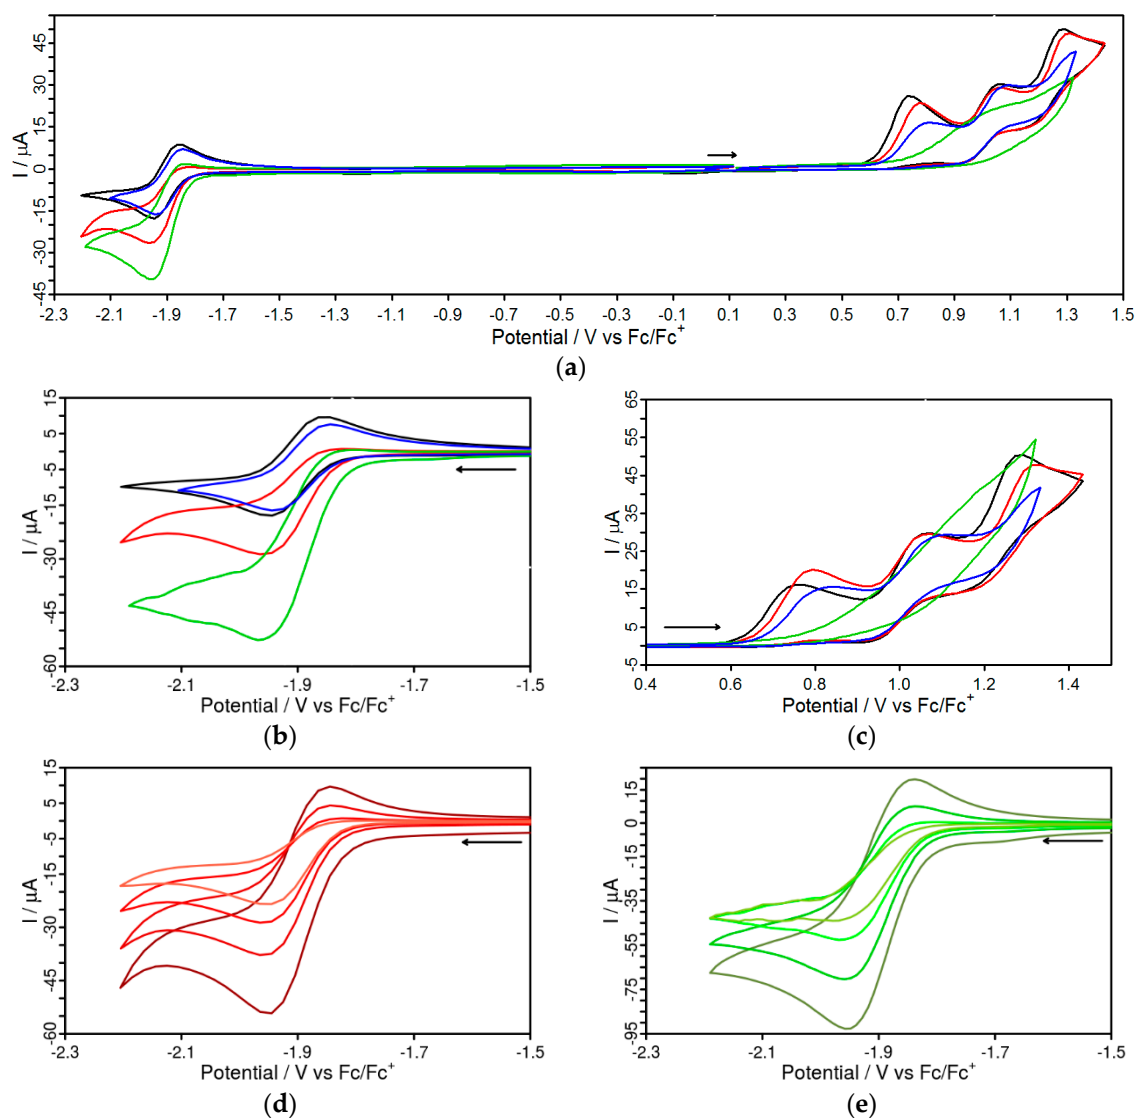 45
30
15
0
-15
-30
-45
I / μA
-2.3 -2.1 -1.9 -1.7 -1.5 -1.3 -1.1 -0.9 -0.7 -0.5 -0.3 -0.1 0.1 0.3 0.5 0.7 0.9 1.1 1.3 1.5
Potential / V vs Fc/Fc+
(a)
15
5
-5
-15
-30
-45
-60
I / μA
-2.3 -2.1 -1.9 -1.7 -1.5
Potential / V vs Fc/Fc+
(b)
65
55
45
35
25
15
5
-5
I / μA
0.4 0.6 0.8 1.0 1.2 1.4
Potential / V vs Fc/Fc+
(c)
15
5
-5
-15
-30
-45
-60
I / μA
-2.3 -2.1 -1.9 -1.7 -1.5
Potential / V vs Fc/Fc+
(d)
15
0
-15
-35
-55
-75
-95
I / μA
-2.3 -2.1 -1.9 -1.7 -1.5
Potential / V vs Fc/Fc+
(e)